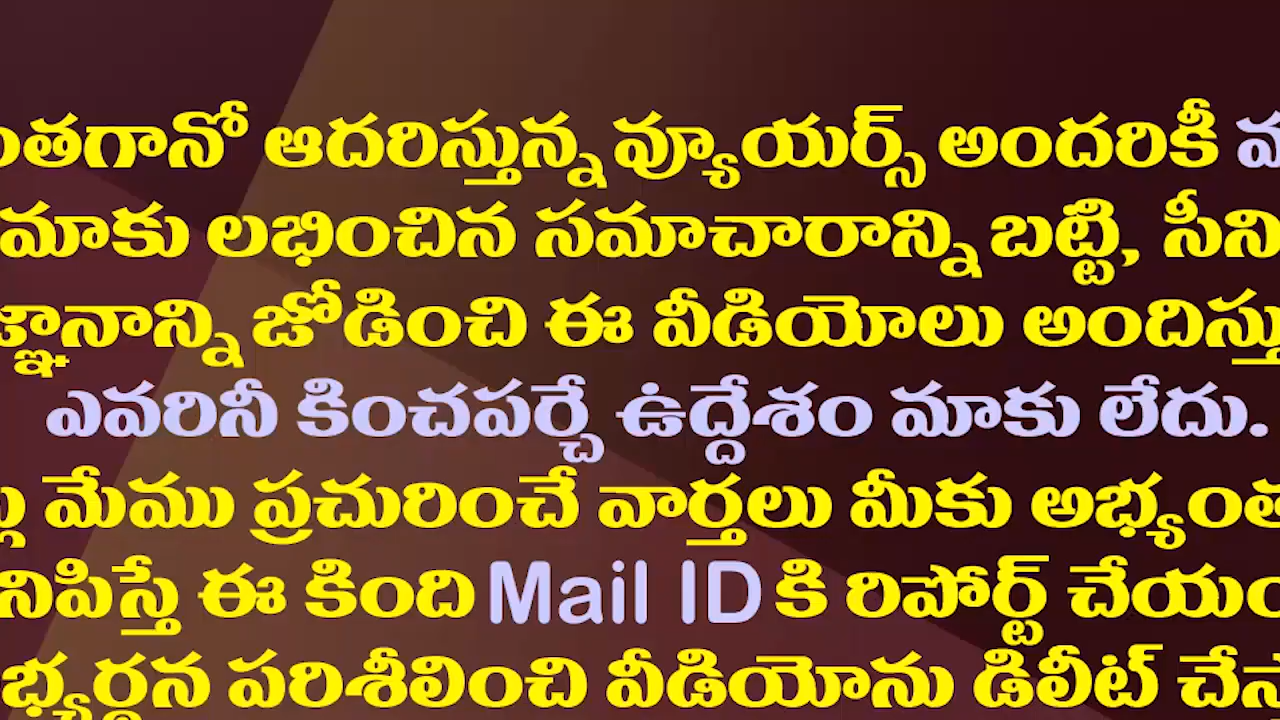 ంతగానో ఆదరిస్తున్న వ్యూయర్స్ అందరికీ
మాకు లభించిన సమాచారాన్ని బట్టి, సీని
జ్ఞానాన్ని జోడించి ఈ వీడియోలు అందిస్తు
ఎవరినీ కించపర్చే ఉద్దేశం మాకు లేదు.
మేము ప్రచురించే వార్తలు మీకు అభ్యంత
నిపిస్తే ఈ కింది Mail ID కి రిపోర్ట్ చేయం
భ్యర్థన పరిశీలించి వీడియోను డిలీట్ చేస